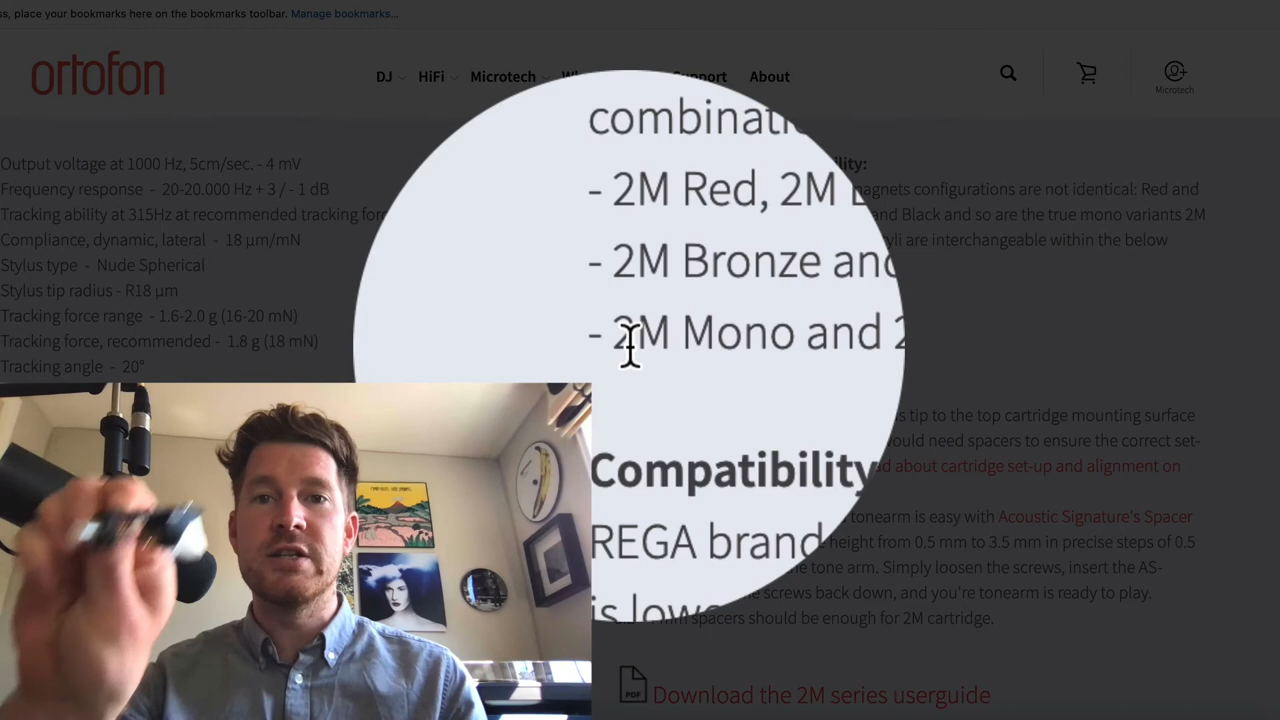 ss, place your bookmarks here on the bookmarks toolbar. Manage bookmarks...
ortofon
DJ HiFi Microtech Support About
Microtech
Output voltage at 1000 Hz, 5cm/sec. - 4 mV
Frequency response - 20-20.000 Hz + 3 / - 1 dB
Tracking ability at 315Hz at recommended tracking for
Compliance, dynamic, lateral - 18 µm/mN
Stylus type - Nude Spherical
Stylus tip radius - R18 µm
Tracking force range - 1.6-2.0 g (16-20 mN)
Tracking force, recommended - 1.8 g (18 mN)
Tracking angle - 20°
combinati
- 2M Red, 2M
- 2M Bronze and
- 2M Mono and 2
Compatibility
REGA brand
is lowe
ility:
agnets configurations are not identical: Red and
and Black and so are the true mono variants 2M
yli are interchangeable within the below
s tip to the top cartridge mounting surface
ould need spacers to ensure the correct set-
ad about cartridge set-up and alignment on
tonearm is easy with Acoustic Signature's Spacer
height from 0.5 mm to 3.5 mm in precise steps of 0.5
he tone arm. Simply loosen the screws, insert the AS-
e screws back down, and you're tonearm is ready to play.
mm spacers should be enough for 2M cartridge.
PDF
Download the 2M series userguide